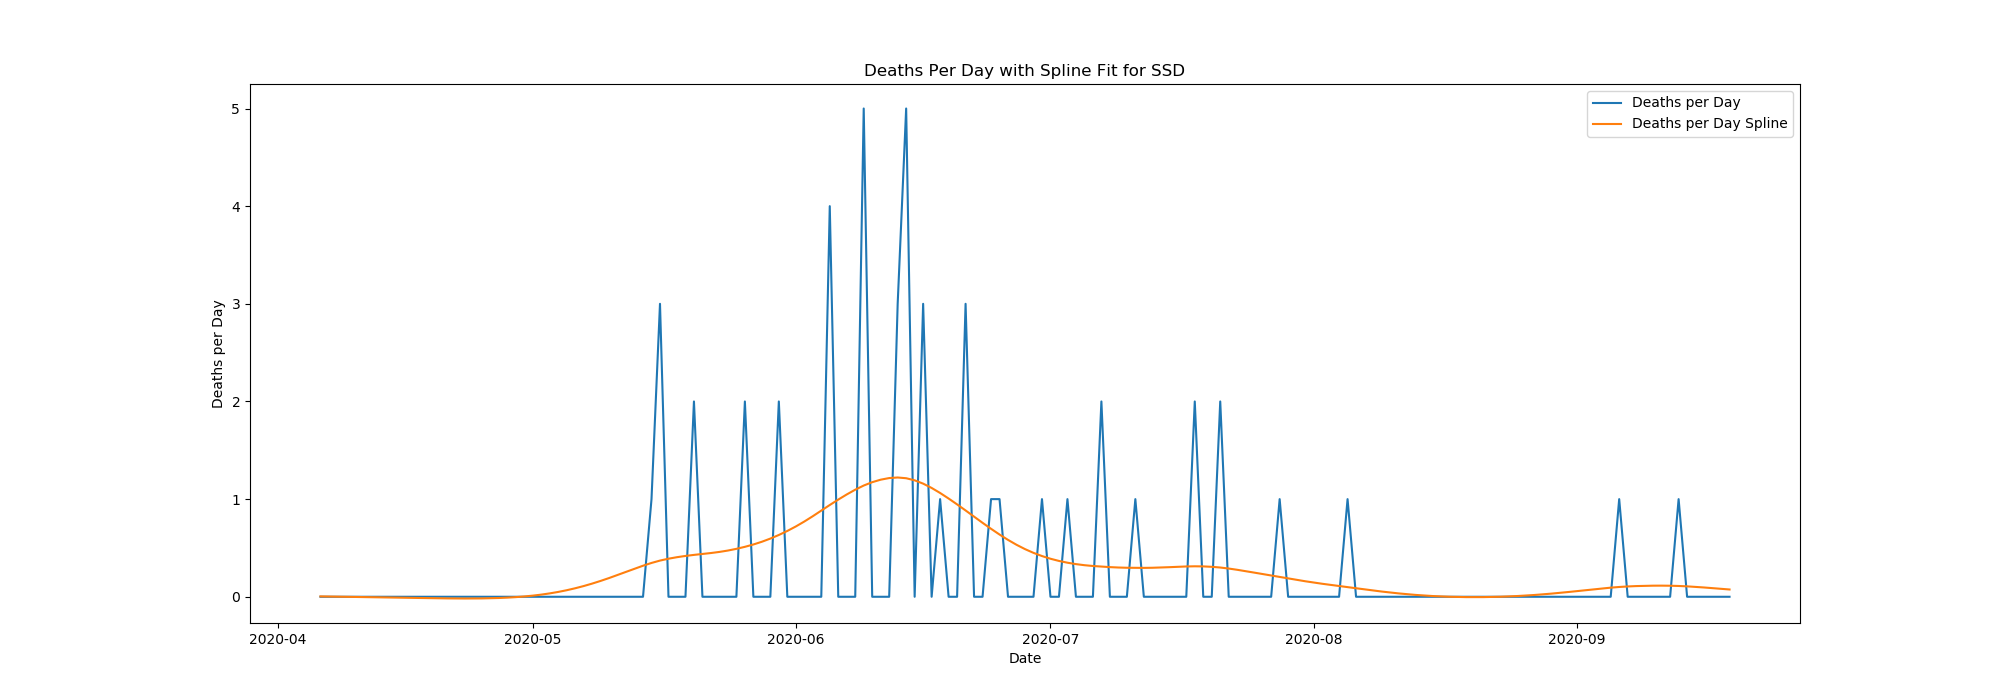 Deaths Per Day with Spline Fit for SSD
Deaths per Day
Deaths per Day Spline
5
4
3
2
1
0
Deaths per Day
2020-04 2020-05 2020-06 2020-07 2020-08 2020-09
Date